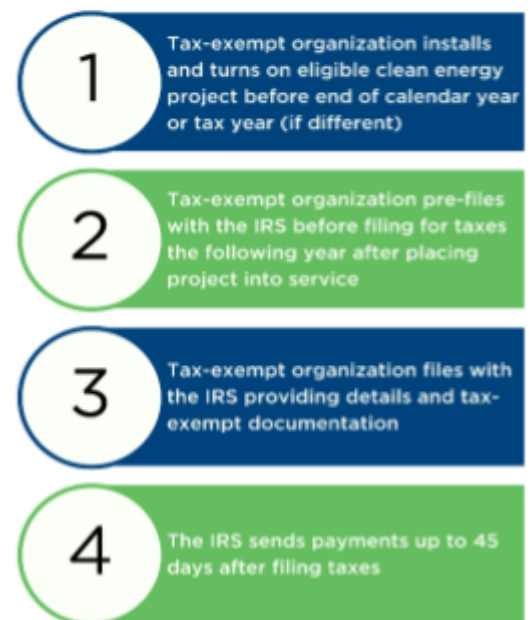 1
Tax-exempt organization installs
and turns on eligible clean energy
project before end of calendar year
or tax year (if different)
2
Tax-exempt organization pre-files
with the IRS before filing for taxes
the following year after placing
project into service
3
Tax-exempt organization files with
the IRS providing details and tax-
exempt documentation
4
The IRS sends payments up to 45
days after filing taxes